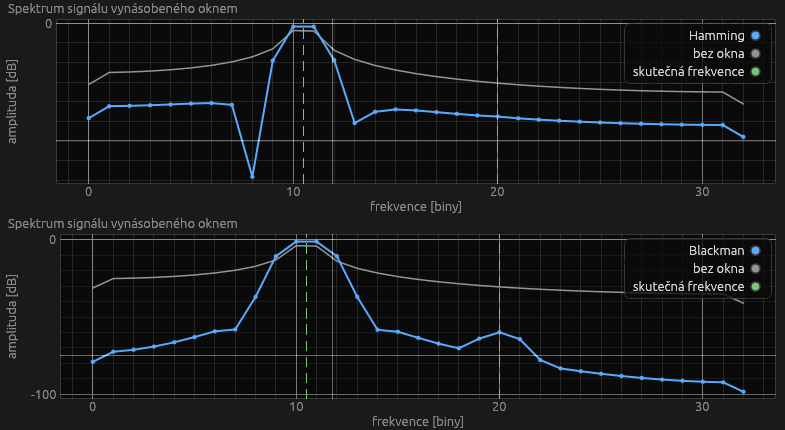 Spektrum signálu vynásobeného oknem
0
Hamming
bez okna
skutečná frekvence
amplituda [dB]
0
10
20
30
frekvence [biny]
Spektrum signálu vynásobeného oknem
0
Blackman
bez okna
skutečná frekvence
amplituda [dB]
-100
0
10
20
30
frekvence [biny]